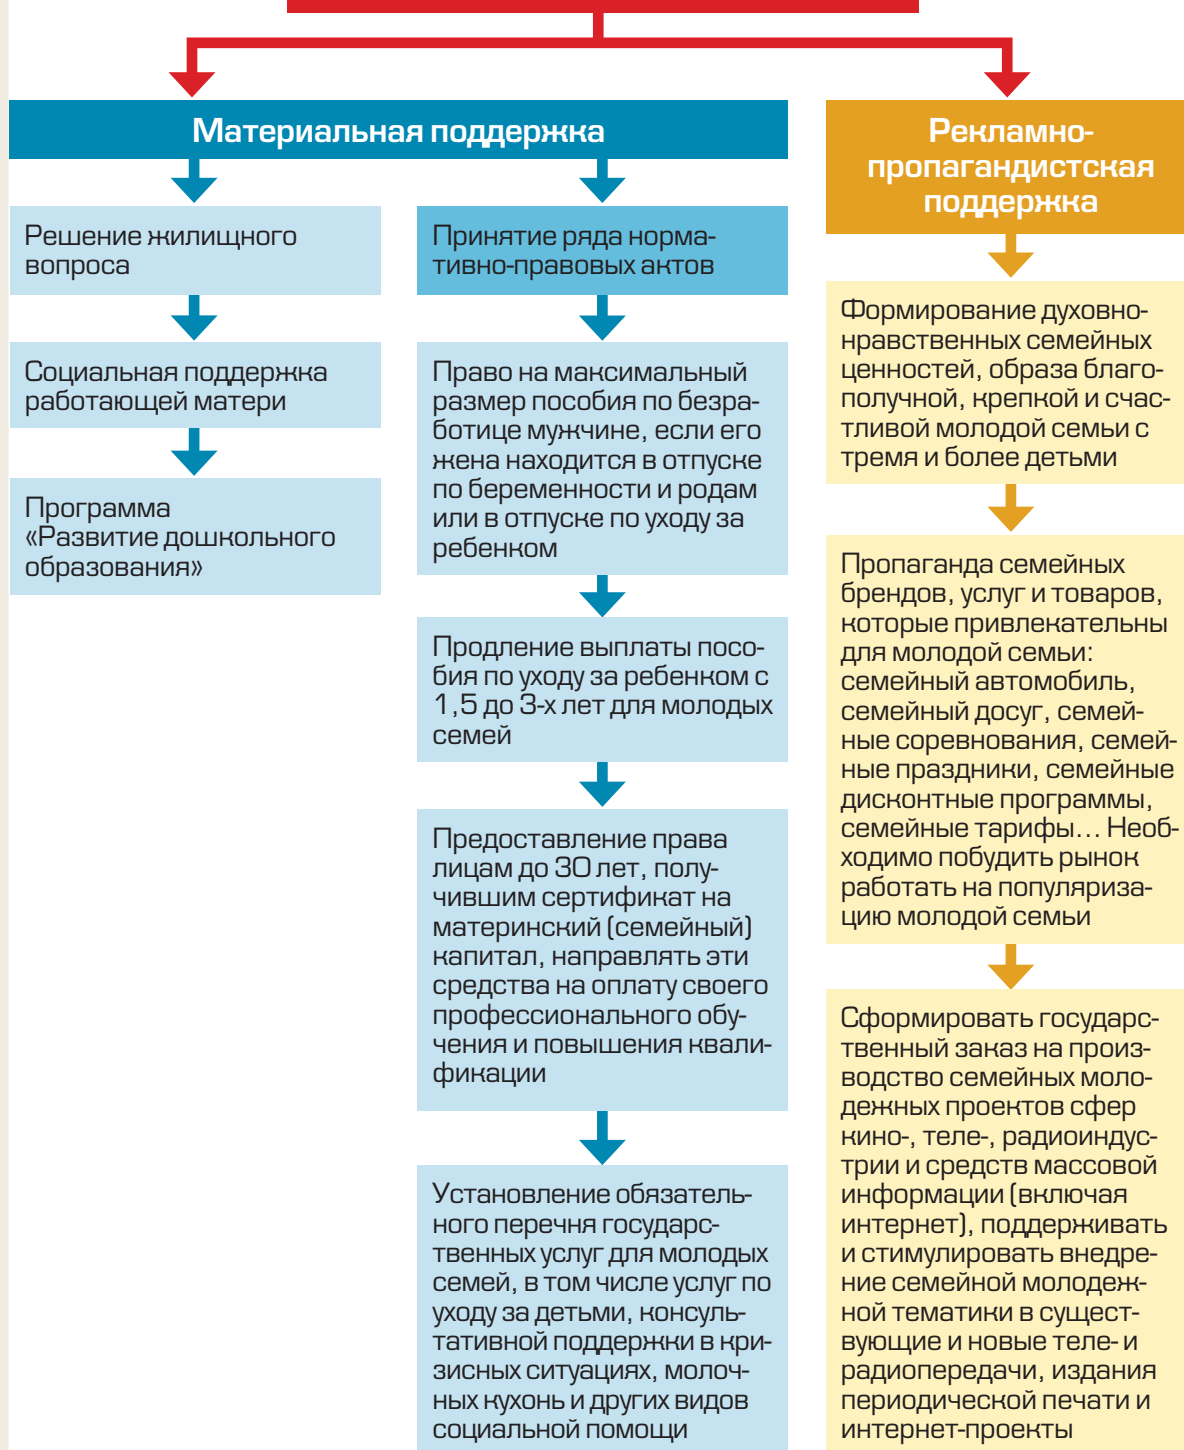 Материальная поддержка
Решение жилищного
вопроса
Социальная поддержка
работающей матери
Программа
«Развитие дошкольного
образования»
Принятие ряда норма-
тивно-правовых актов
Право на максимальный
размер пособия по безра-
ботице мужчине, если его
жена находится в отпуске
по беременности и родам
или в отпуске по уходу за
ребенком
Продление выплаты посо-
бия по уходу за ребенком с
1,5 до 3-х лет для молодых
семей
Предоставление права
лицам до 30 лет, полу-
чившим сертификат на
материнский (семейный)
капитал, направлять эти
средства на оплату своего
профессионального обу-
чения и повышения квали-
фикации
Установление обязатель-
ного перечня государс-
твенных услуг для молодых
семей, в том числе услуг по
уходу за детьми, консуль-
тативной поддержки в кри-
зисных ситуациях, молоч-
ных кухонь и других видов
социальной помощи
Рекламно-
пропагандистская
поддержка
Формирование духовно-
нравственных семейных
ценностей, образа благо-
получной, крепкой и счас-
тливой молодой семьи с
тремя и более детьми
Пропаганда семейных
брендов, услуг и товаров,
которые привлекательны
для молодой семьи:
семейный автомобиль,
семейный досуг, семей-
ные соревнования, семей-
ные праздники, семейные
дисконтные программы,
семейные тарифы... Необ-
ходимо побудить рынок
работать на популяриза-
цию молодой семьи
Сформировать государс-
твенный заказ на произ-
водство семейных моло-
дежных проектов сфер
кино-, теле-, радиоиндус-
трии и средств массовой
информации (включая
интернет), поддерживать
и стимулировать внедре-
ние семейной молодеж-
ной тематики в сущест-
вующие и новые теле- и
радиопередачи, издания
периодической печати и
интернет-проекты